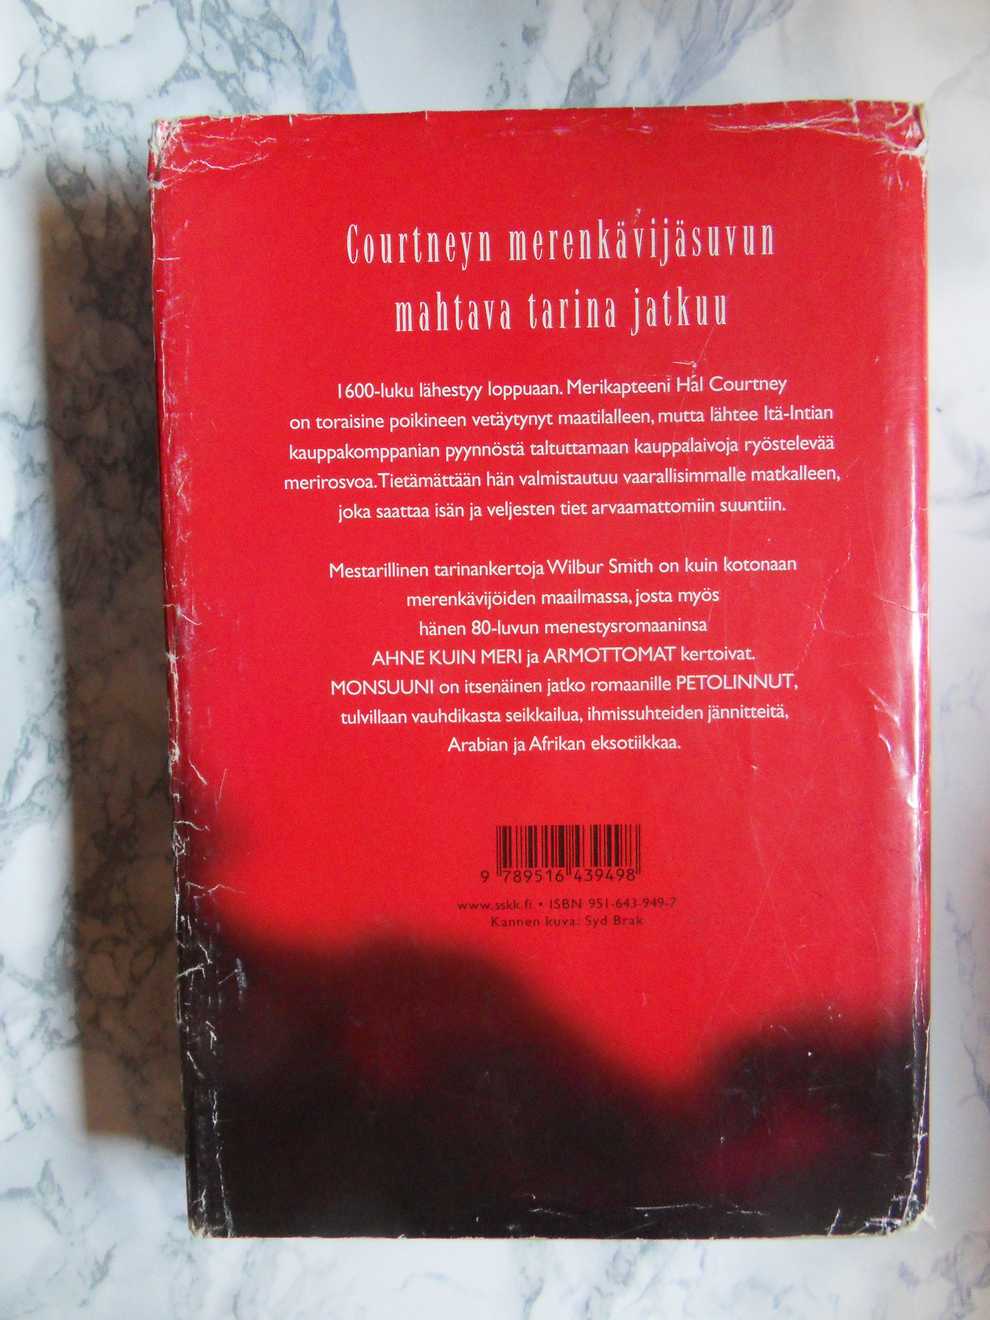 Courtneyn merenkävijäsuvun
mahtava tarina jatkuu
1600-luku lähestyy loppuaan. Merikapteeni Hal Courtney
on toraisine poikineen vetäytynyt maatilalleen, mutta lähtee Itä-Intian
kauppakomppanian pyynnöstä taltuttamaan kauppalaivoja ryöstelevää
merirosvoa. Tietämättään hän valmistautuu vaarallisimmalle matkalleen,
joka saattaa isän ja veljesten tiet arvaamattomiin suuntiin.
Mestarillinen tarinankertoja Wilbur Smith on kuin kotonaan
merenkävijöiden maailmassa, josta myös
hänen 80-luvun menestysromaaninsa
AHNE KUIN MERI ja ARMOTTOMAT kertoivat.
MONSUUNI on itsenäinen jatko romaanille PETOLINNUT,
tulvillaan vauhdikasta seikkailua, ihmissuhteiden jännitteitä,
Arabian ja Afrikan eksotiikkaa.
9 789516 439498
www.sskk.fi • ISBN 951-643-949-7
Kannen kuva: Syd Brak